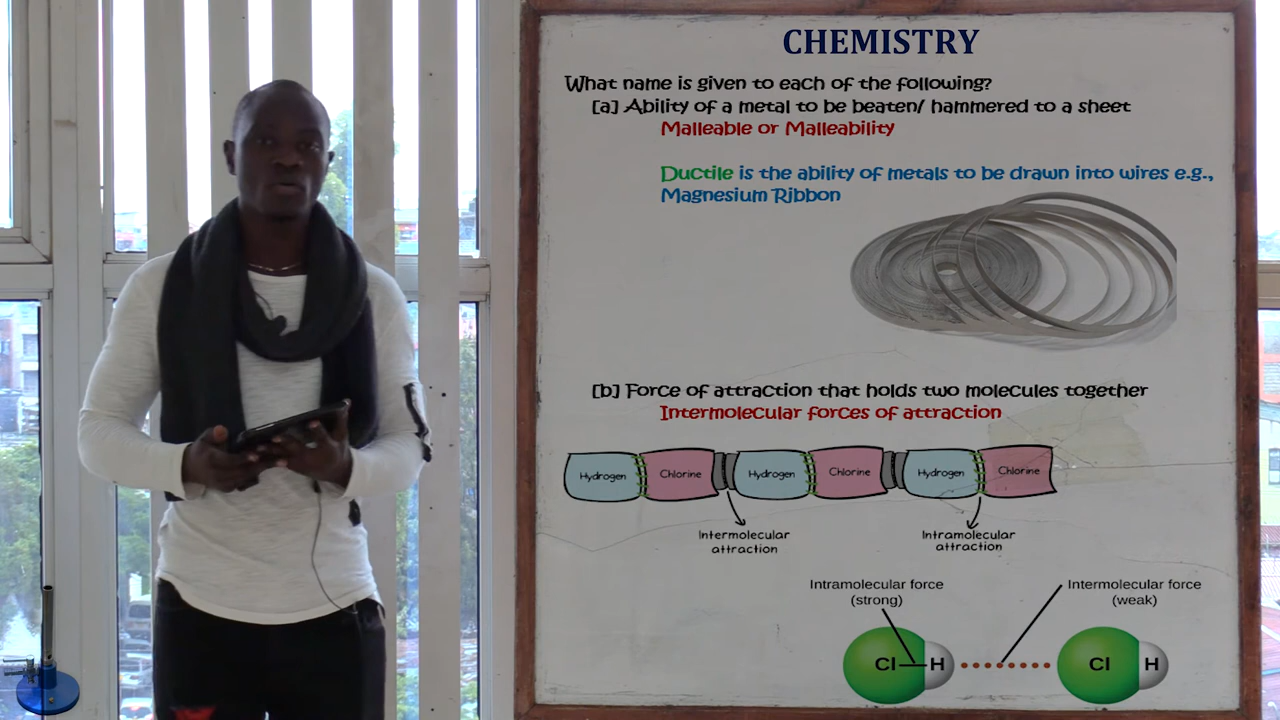 CHEMISTRY
What name is given to each of the following?
[a] Ability of a metal to be beaten/ hammered to a sheet
Malleable or Malleability
Ductile is the ability of metals to be drawn into wires e.g.,
Magnesium Ribbon
[b] Force of attraction that holds two molecules together
Intermolecular forces of attraction
Hydrogen Chlorine Hydrogen Chlorine Hydrogen Chlorine
Intermolecular
attraction
Intramolecular
attraction
Intramolecular force
(strong)
Intermolecular force
(weak)
Cl H Cl H